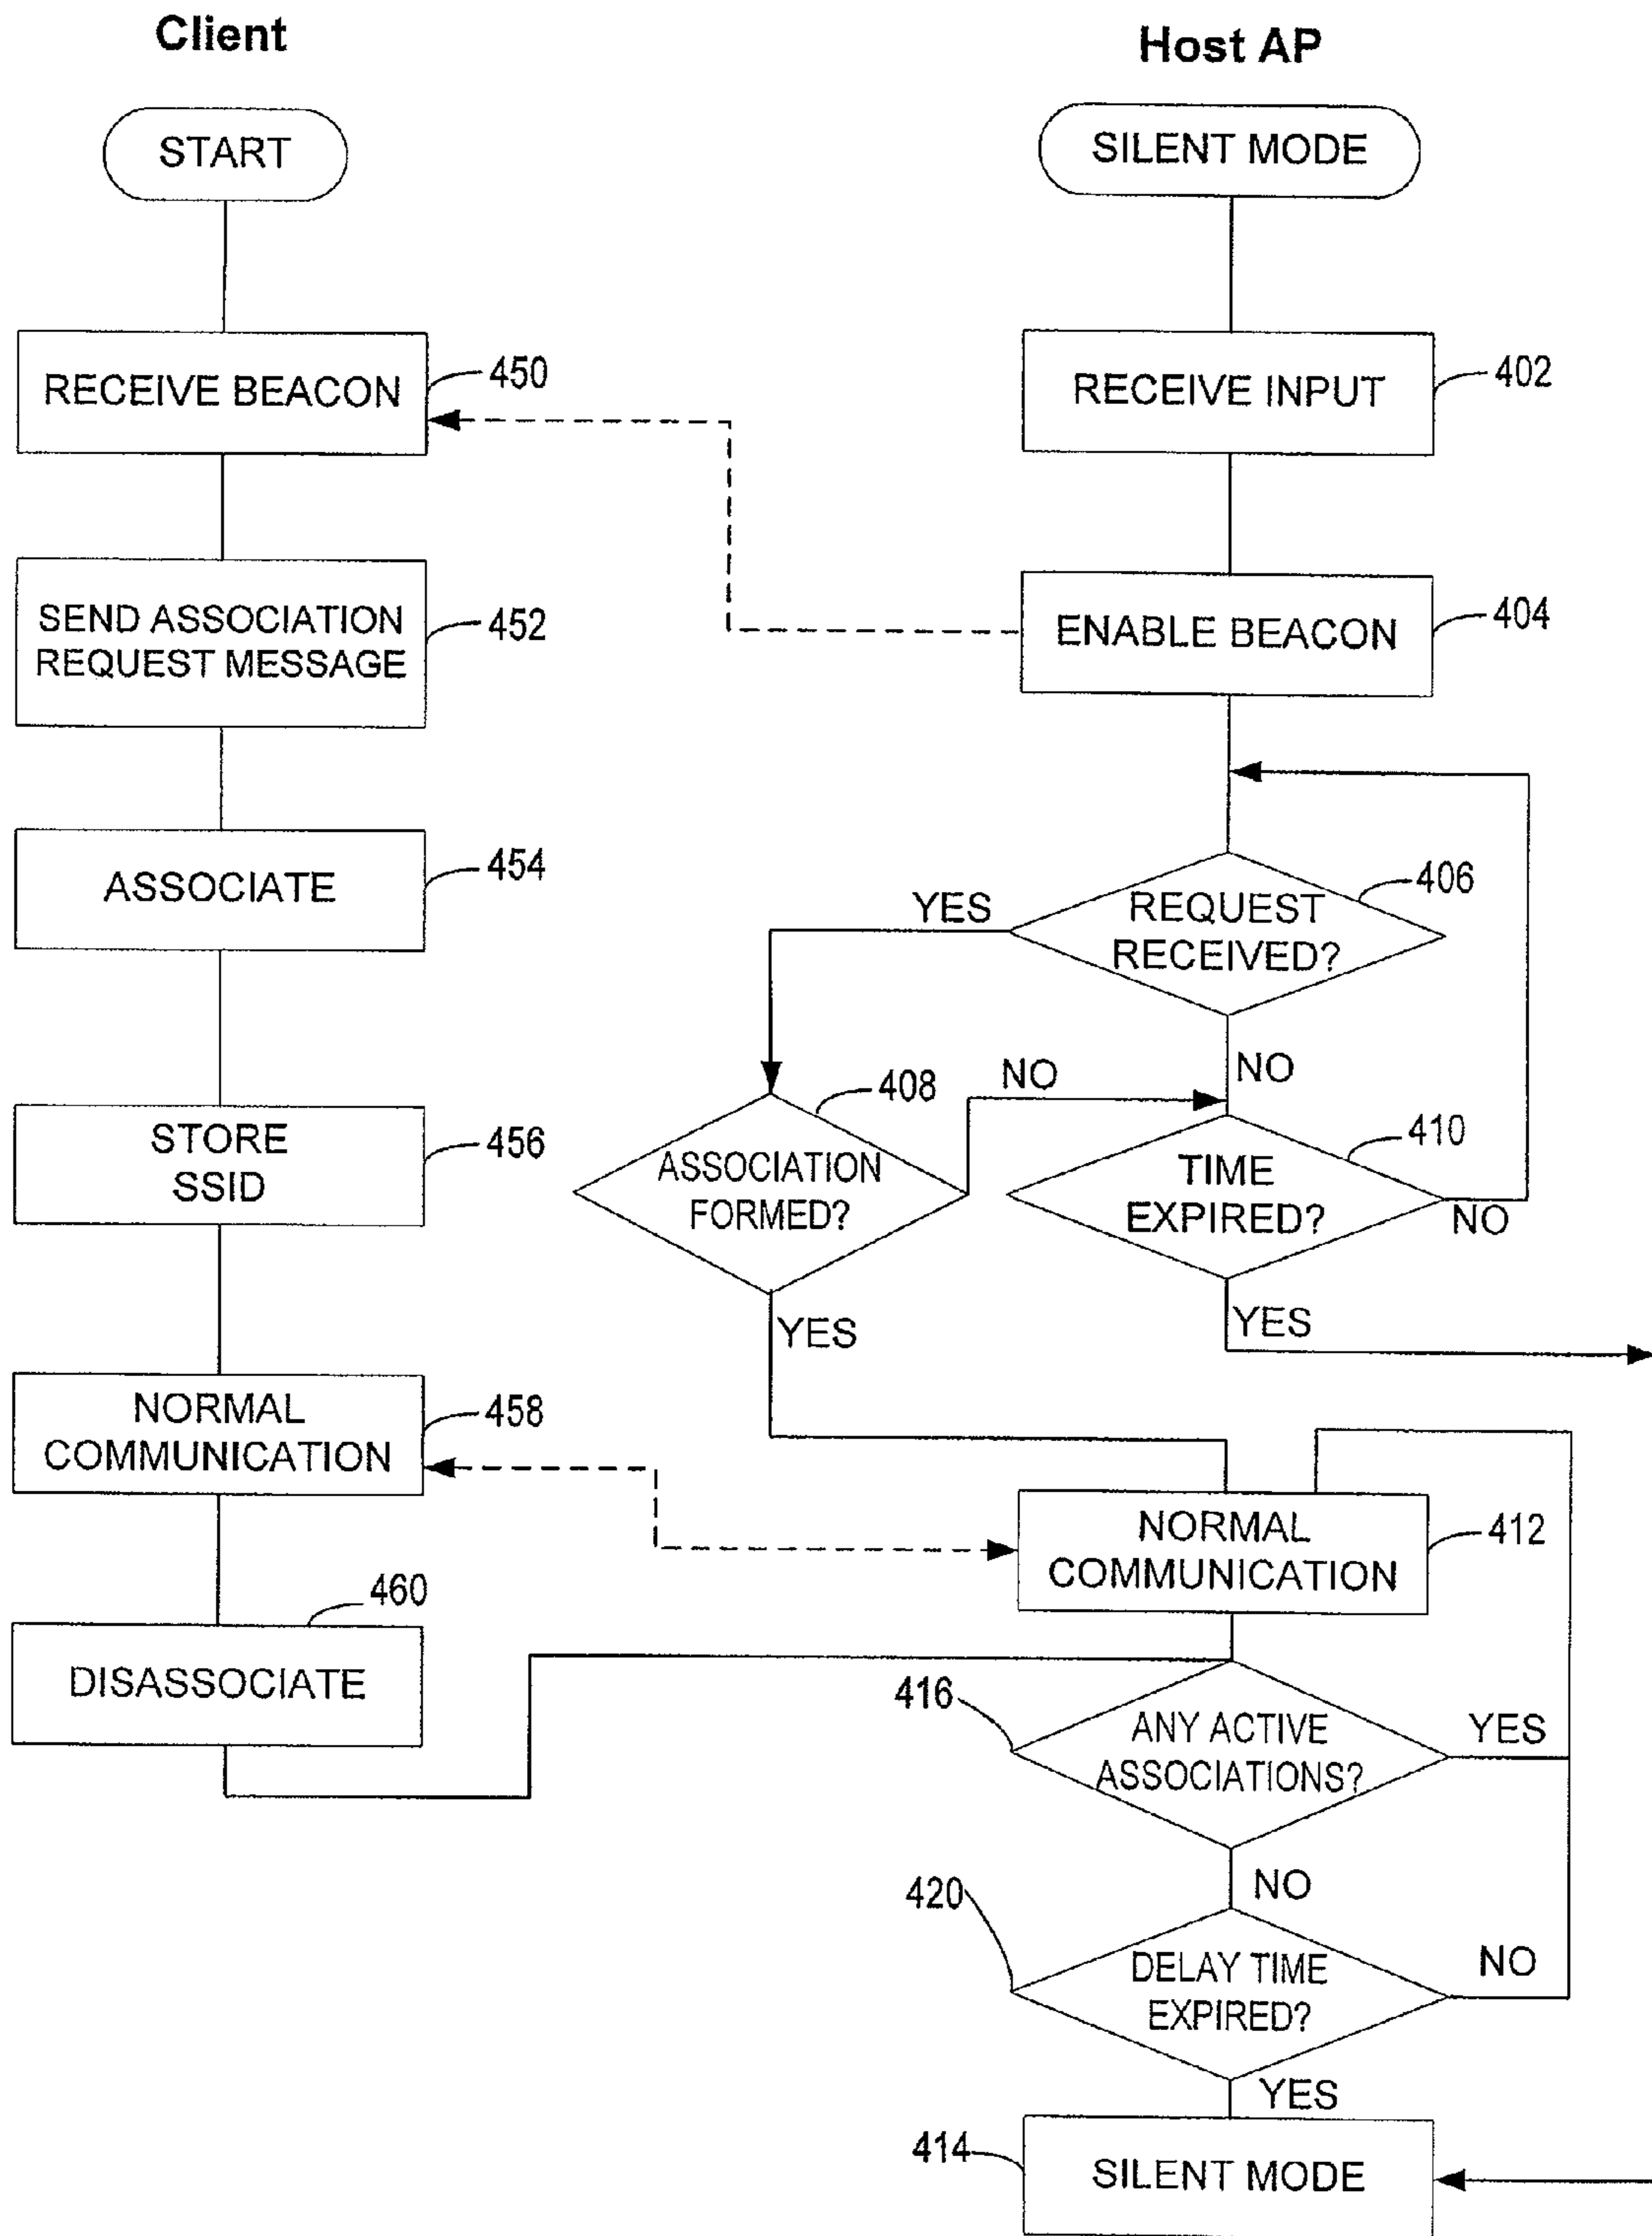 Client
START
RECEIVE BEACON
450
SEND ASSOCIATION
REQUEST MESSAGE
452
ASSOCIATE
454
STORE
SSID
456
NORMAL
COMMUNICATION
458
DISASSOCIATE
460
Host AP
SILENT MODE
RECEIVE INPUT
402
ENABLE BEACON
404
REQUEST
RECEIVED?
406
YES
NO
ASSOCIATION
FORMED?
408
NO
YES
TIME
EXPIRED?
410
NO
YES
NORMAL
COMMUNICATION
412
ANY ACTIVE
ASSOCIATIONS?
416
YES
NO
DELAY TIME
EXPIRED?
420
NO
YES
SILENT MODE
414